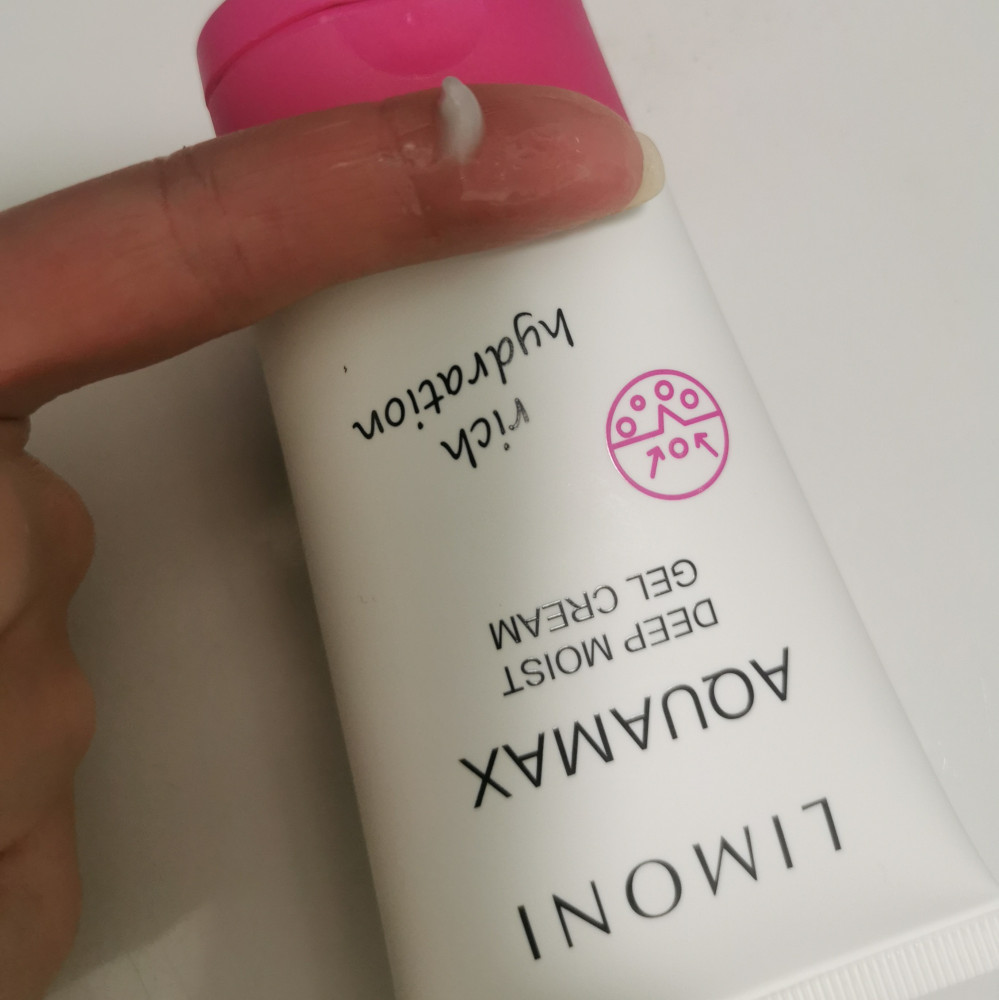 LIMONI
AQUAMAX
DEEP MOIST
GEL CREAM
rich
hydration